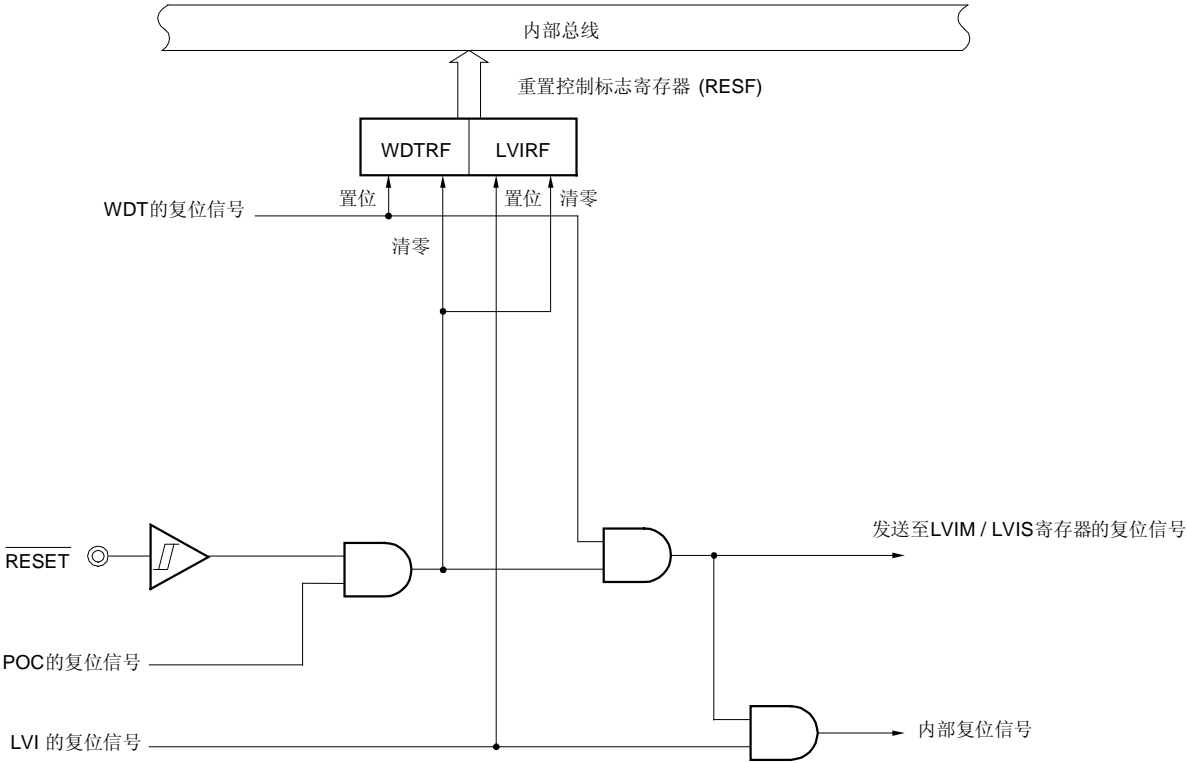 内部总线
重置控制标志寄存器 (RESF)
WDTRF
LVIRF
置位
置位
清零
WDT的复位信号
清零
RESET
发送至LVIM / LVIS寄存器的复位信号
POC的复位信号
LVI 的复位信号
内部复位信号